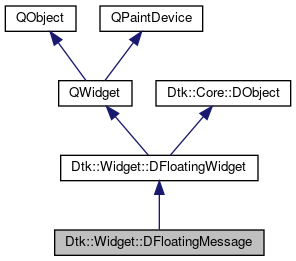 QObject
QPaintDevice
QWidget
Dtk::Core::DObject
Dtk::Widget::DFloatingWidget
Dtk::Widget::DFloatingMessage